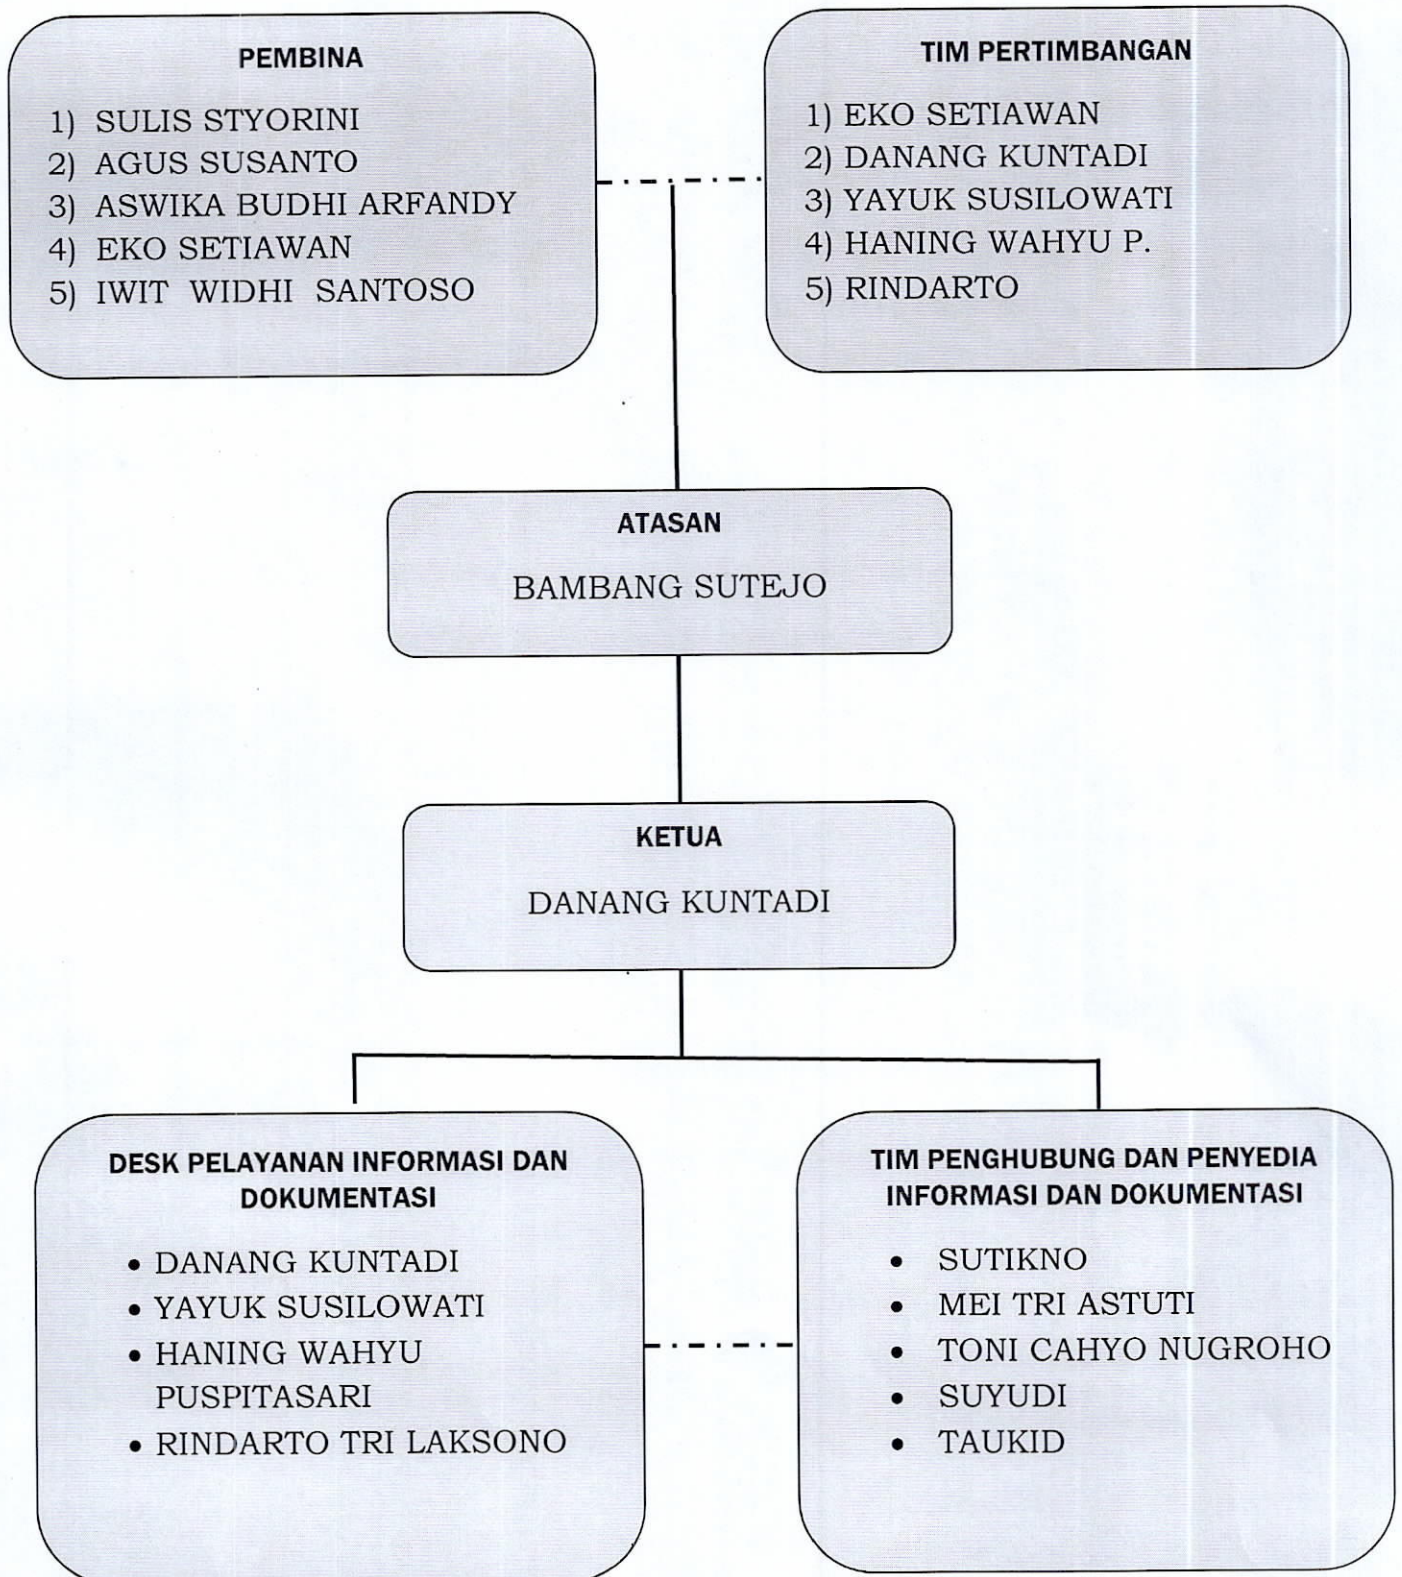 PEMBINA
1) SULIS STYORINI
2) AGUS SUSANTO
3) ASWIKA BUDHI ARFANDY
4) EKO SETIAWAN
5) IWIT WIDHI SANTOSO
TIM PERTIMBANGAN
1) EKO SETIAWAN
2) DANANG KUNTADI
3) YAYUK SUSILOWATI
4) HANING WAHYU P.
5) RINDARTO
ATASAN
BAMBANG SUTEJO
KETUA
DANANG KUNTADI
DESK PELAYANAN INFORMASI DAN
DOKUMENTASI
• DANANG KUNTADI
• YAYUK SUSILOWATI
• HANING WAHYU
PUSPITASARI
• RINDARTO TRI LAKSONO
TIM PENGHUBUNG DAN PENYEDIA
INFORMASI DAN DOKUMENTASI
• SUTIKNO
• MEI TRI ASTUTI
• TONI CAHYO NUGROHO
• SUYUDI
• TAUKID